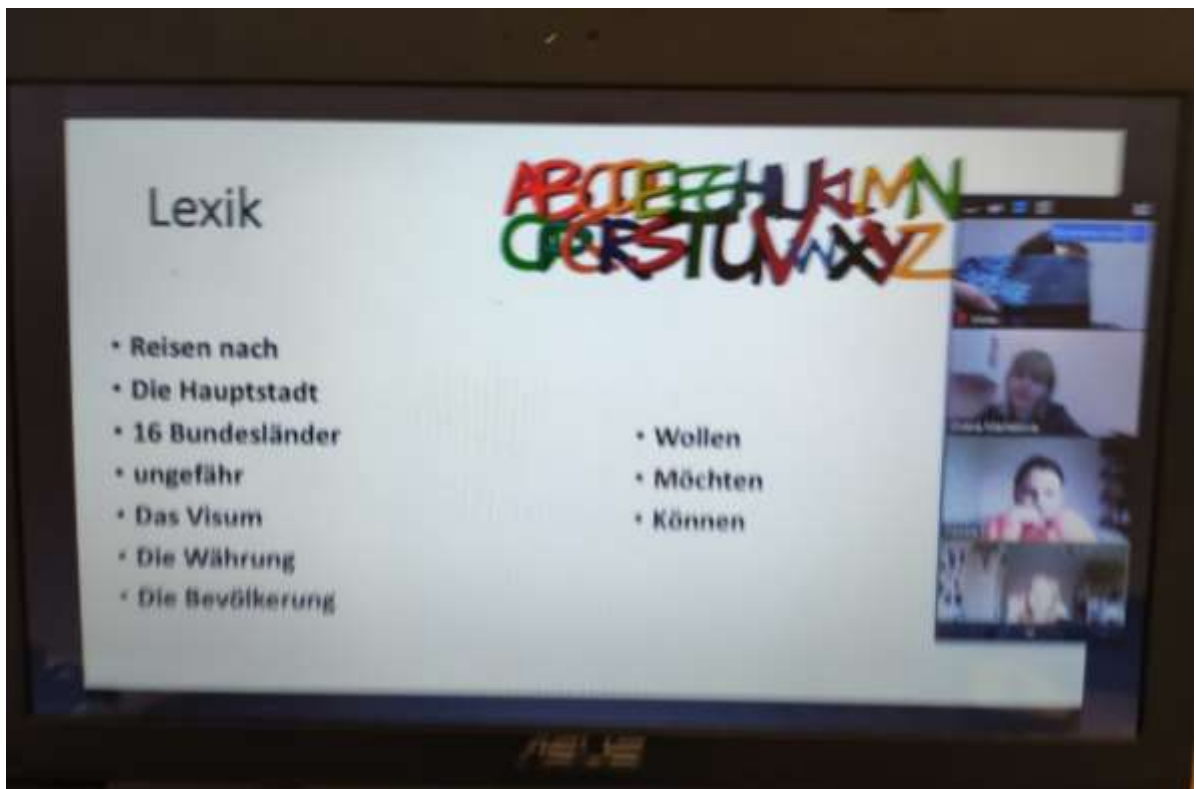 Lexik
ABCDEFGHIJKLMN
OPQRSTUVWXYZ
• Reisen nach
• Die Hauptstadt
• 16 Bundesländer
• ungefähr
• Das Visum
• Die Währung
• Die Bevölkerung
• Wollen
• Möchten
• Können
ASUS